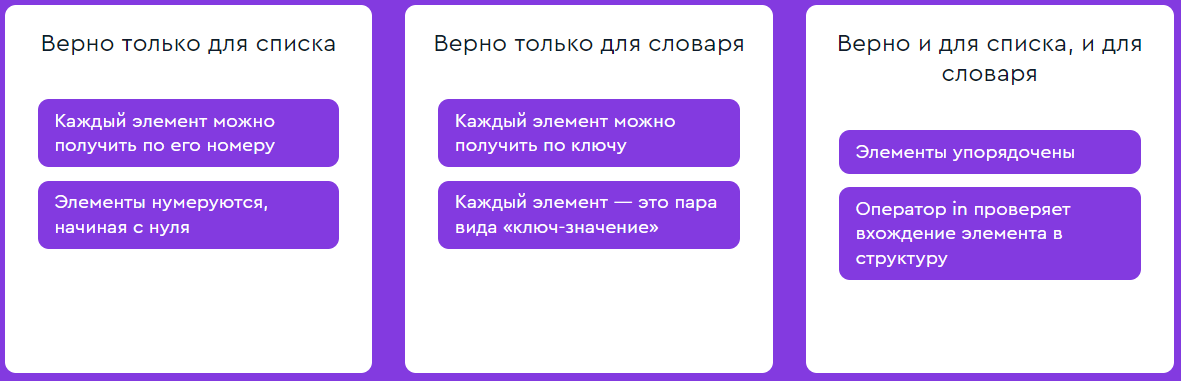 Верно только для списка
Каждый элемент можно
получить по его номеру
Элементы нумеруются,
начиная с нуля
Верно только для словаря
Каждый элемент можно
получить по ключу
Каждый элемент — это пара
вида «ключ-значение»
Верно и для списка, и для
словаря
Элементы упорядочены
Оператор in проверяет
вхождение элемента в
структуру